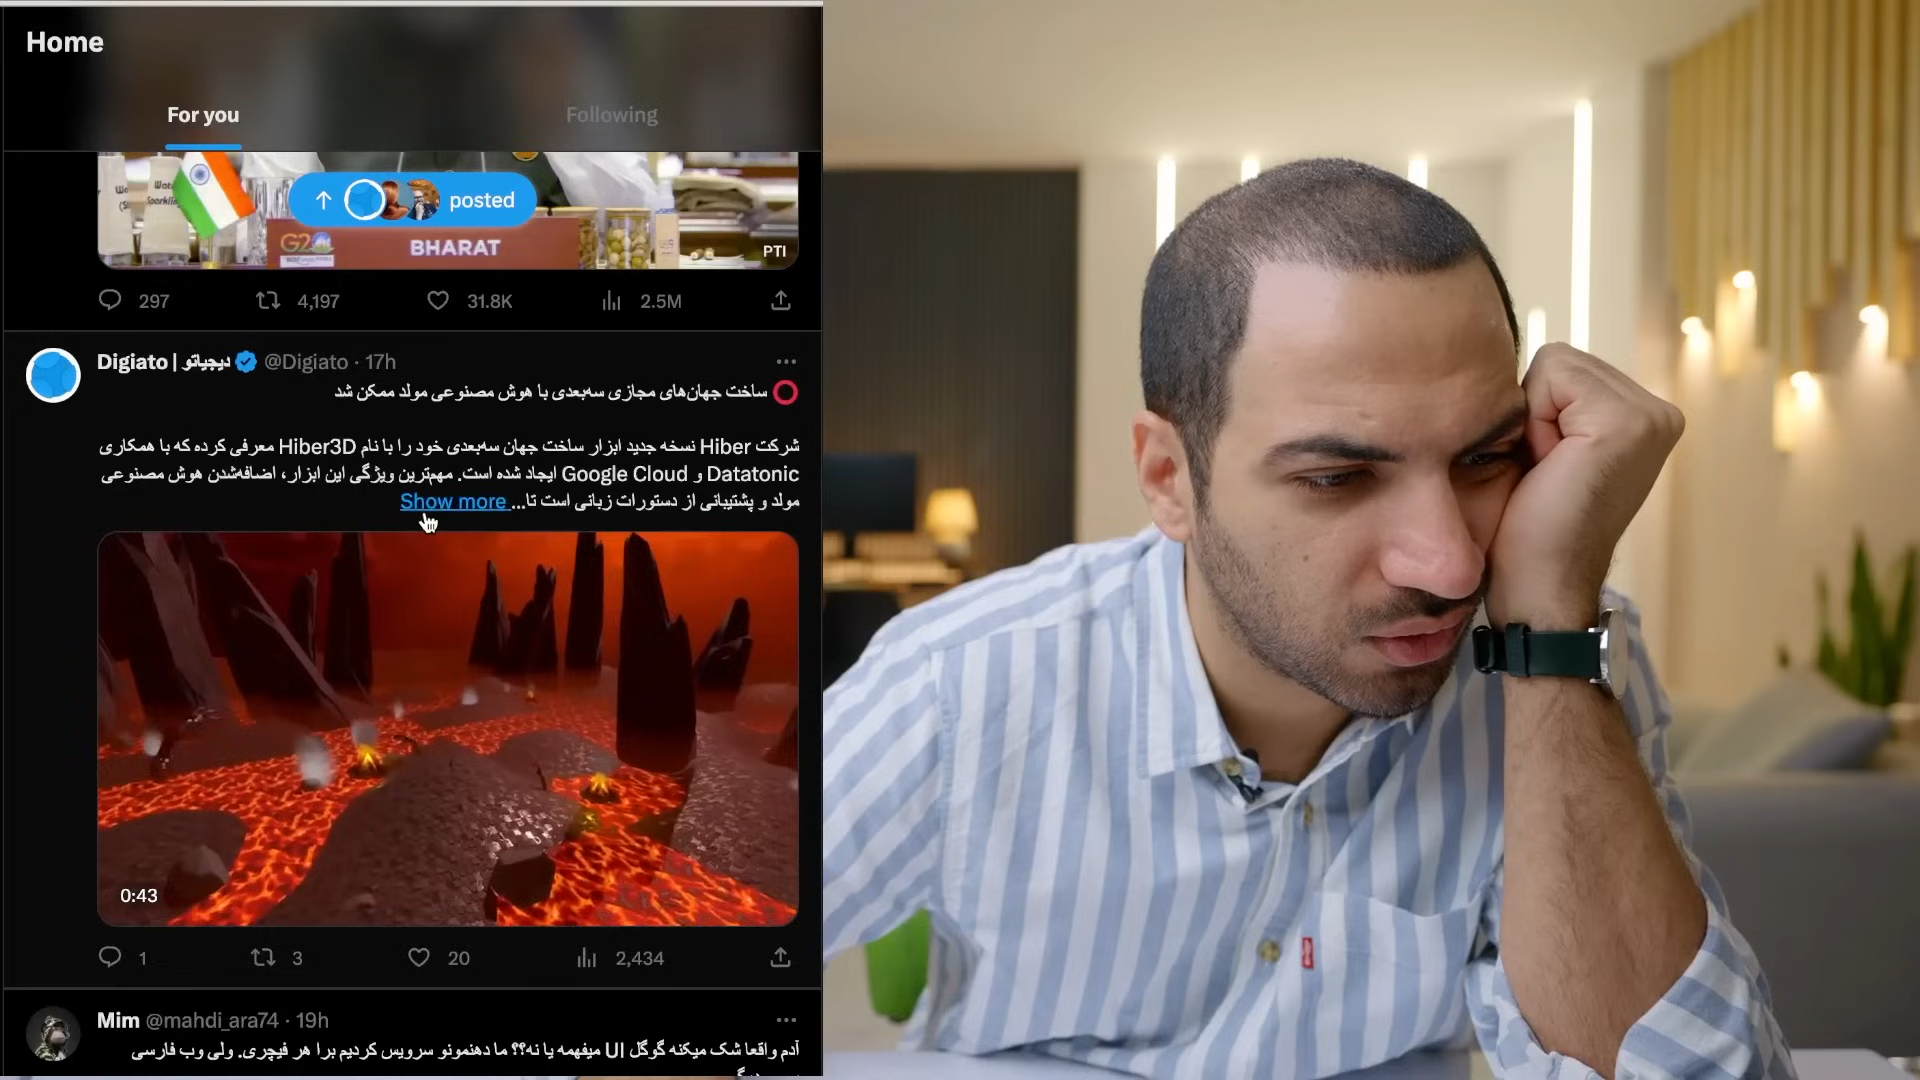 Home
For you
Following
posted
G20
BHARAT
PTI
297
4,197
31.8K
2.5M
Digiato | دیجیاتو @Digiato · 17h
ساخت جهان‌های مجازی سه‌بعدی با هوش مصنوعی مولد ممکن شد
شرکت Hiber نسخه جدید ابزار ساخت جهان سه‌بعدی خود را با نام Hiber3D معرفی کرده که با همکاری
Datatonic و Google Cloud ایجاد شده است. مهم‌ترین ویژگی این ابزار، اضافه‌شدن هوش مصنوعی
مولد و پشتیبانی از دستورات زبانی است تا... Show more
0:43
1
3
20
2,434
Mim @mahdi_ara74 · 19h
آدم واقعا شک میکنه گوگل UI میفهمه یا نه؟؟ ما دهنمونو سرویس کردیم برا هر فیچری. ولی وب فارسی